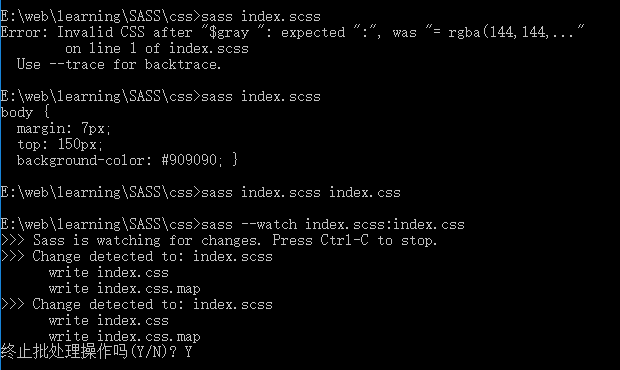 E:\web\learning\SASS\css>sass index.scss
Error: Invalid CSS after "$gray ": expected ":", was "= rgba(144,144,..."
        on line 1 of index.scss
  Use --trace for backtrace.

E:\web\learning\SASS\css>sass index.scss
body {
  margin: 7px;
  top: 150px;
  background-color: #909090; }

E:\web\learning\SASS\css>sass index.scss index.css

E:\web\learning\SASS\css>sass --watch index.scss:index.css
>>> Sass is watching for changes. Press Ctrl-C to stop.
>>> Change detected to: index.scss
      write index.css
      write index.css.map
>>> Change detected to: index.scss
      write index.css
      write index.css.map
终止批处理操作吗(Y/N)? Y